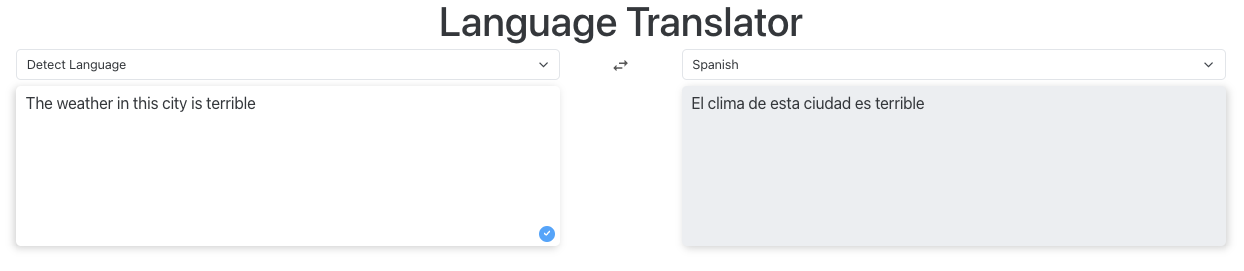 Language Translator
Detect Language
Spanish
The weather in this city is terrible
El clima de esta ciudad es terrible